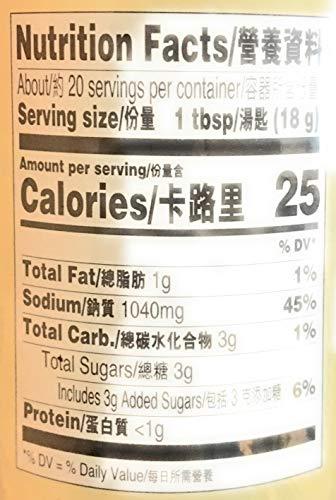 Nutrition Facts/營養資料
About/約 20 servings per container/容器
Serving size/份量 1 tbsp/湯匙 (18 g)
Amount per serving/份量含
Calories/卡路里 25
% DV*
Total Fat/總脂肪 1g 1%
Sodium/鈉質 1040mg 45%
Total Carb./總碳水化合物 3g 1%
Total Sugars/總糖 3g
Includes 3g Added Sugars/包括 3 克添加糖 6%
Protein/蛋白質 <1g
*% DV = % Daily Value/每日所需營養